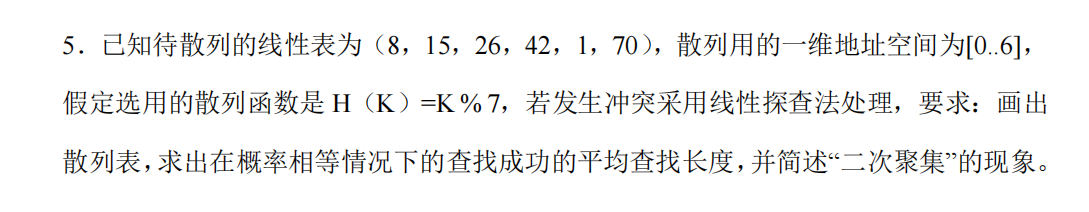 5．已知待散列的线性表为（8，15，26，42，1，70），散列用的一维地址空间为[0..6]，
假定选用的散列函数是 H（K）=K % 7，若发生冲突采用线性探查法处理，要求：画出
散列表，求出在概率相等情况下的查找成功的平均查找长度，并简述“二次聚集”的现象。